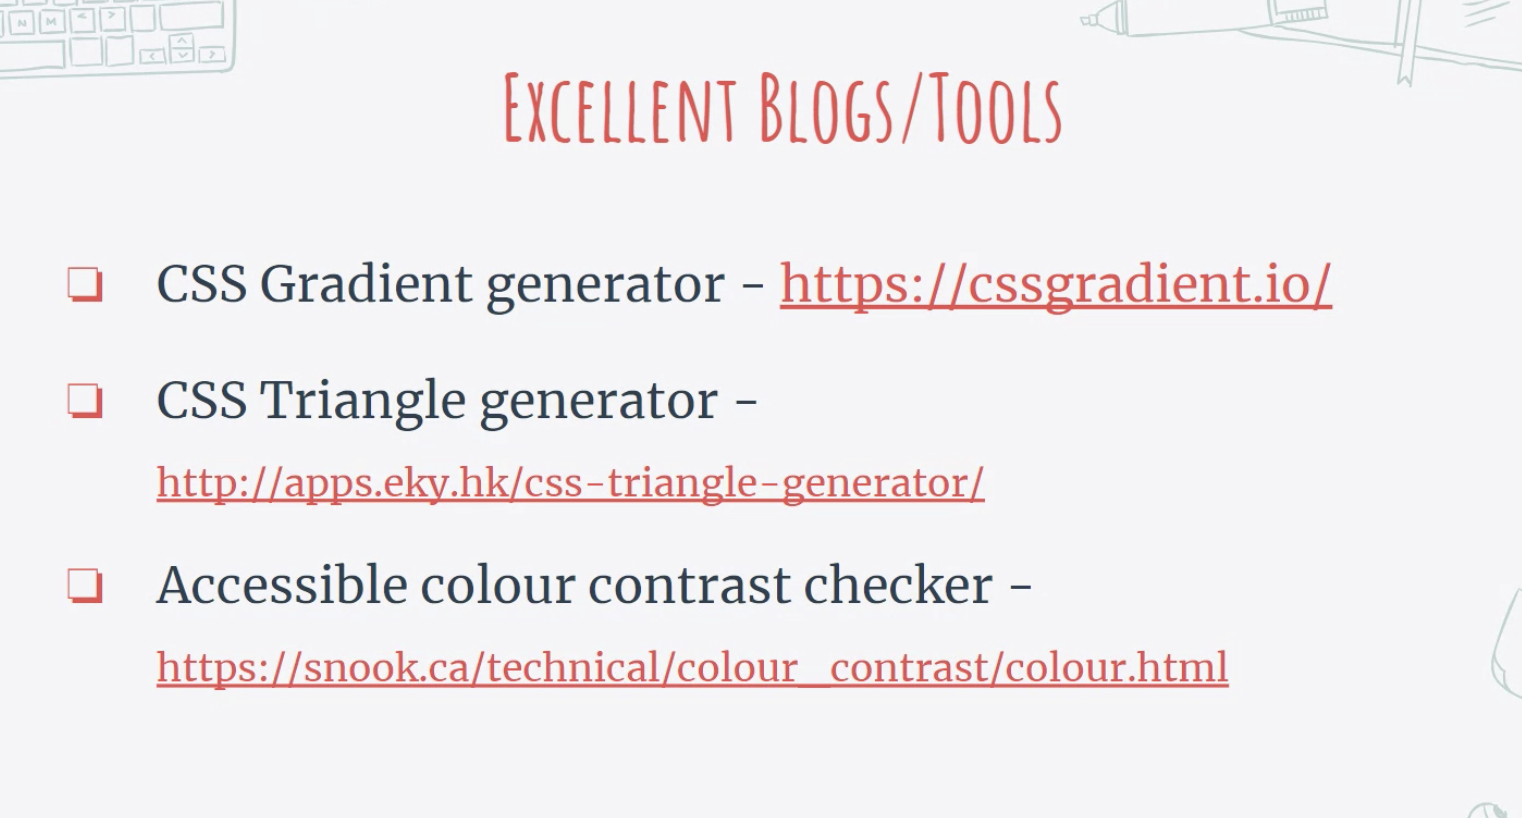 N M < >
^
< v >
Excellent Blogs/Tools
❏ CSS Gradient generator - https://cssgradient.io/
❏ CSS Triangle generator -
http://apps.eky.hk/css-triangle-generator/
❏ Accessible colour contrast checker -
https://snook.ca/technical/colour_contrast/colour.html